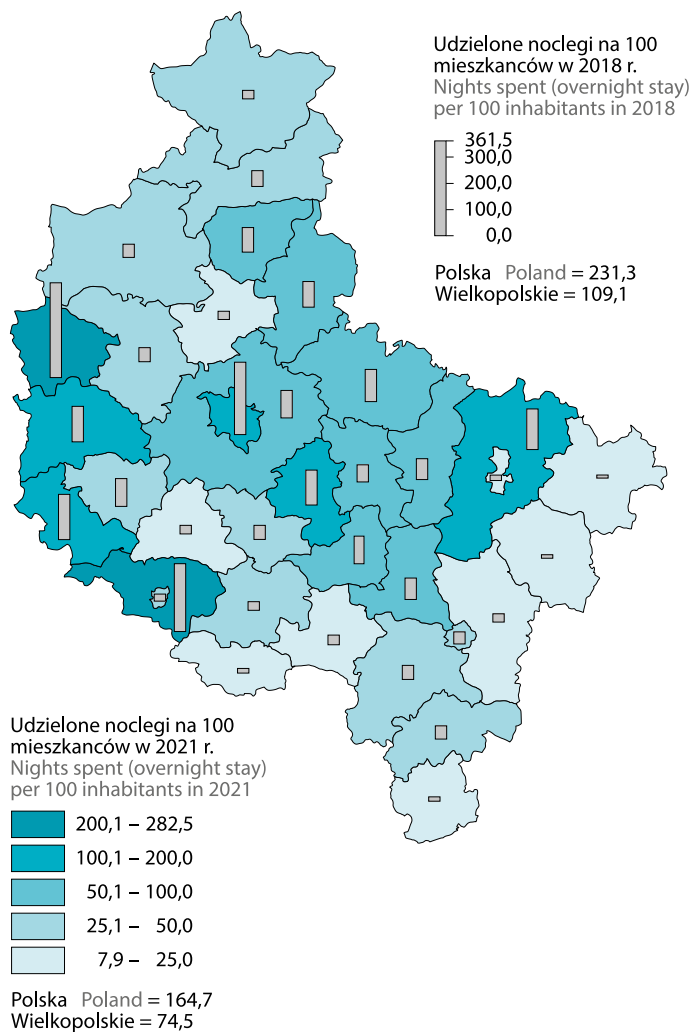 Udzielone noclegi na 100
mieszkanców w 2018 r.
Nights spent (overnight stay)
per 100 inhabitants in 2018
361,5
300,0
200,0
100,0
0,0
Polska Poland = 231,3
Wielkopolskie = 109,1
Udzielone noclegi na 100
mieszkanców w 2021 r.
Nights spent (overnight stay)
per 100 inhabitants in 2021
200,1 – 282,5
100,1 – 200,0
50,1 – 100,0
25,1 – 50,0
7,9 – 25,0
Polska Poland = 164,7
Wielkopolskie = 74,5